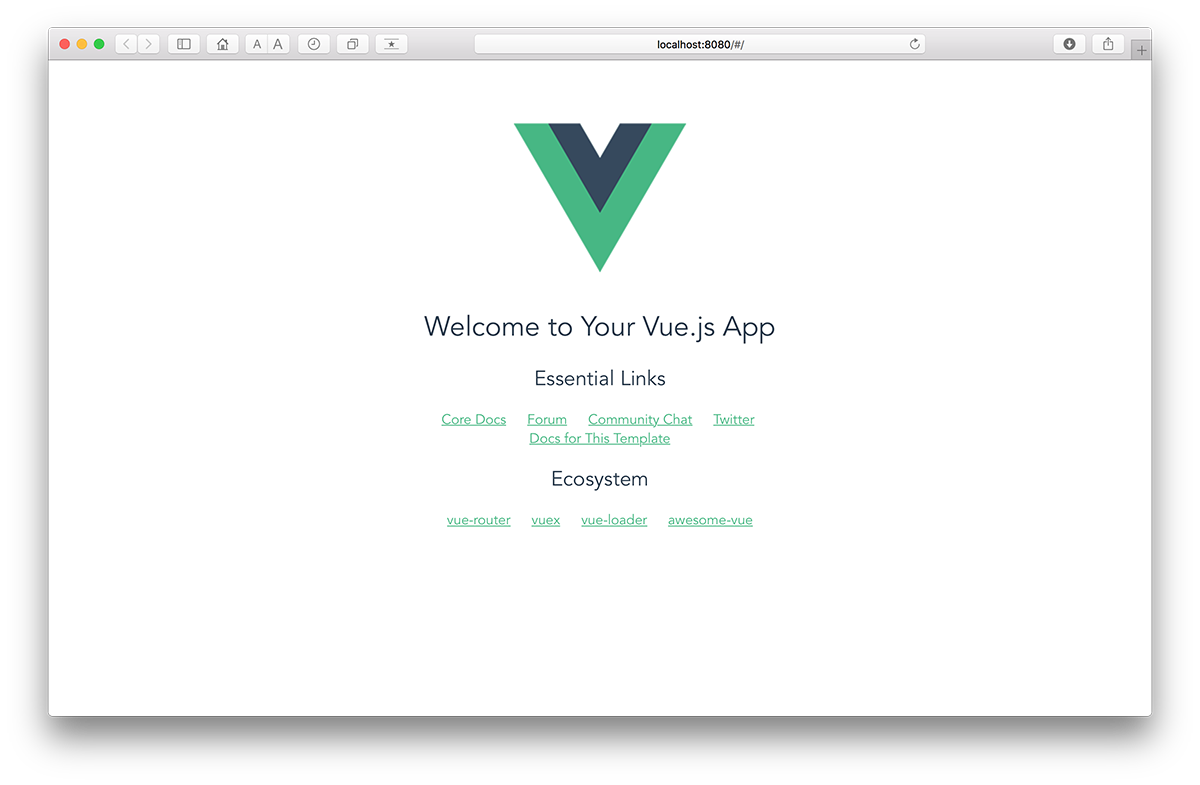 A A
localhost:8080/#/
Welcome to Your Vue.js App
Essential Links
Core Docs Forum Community Chat Twitter
Docs for This Template
Ecosystem
vue-router vuex vue-loader awesome-vue